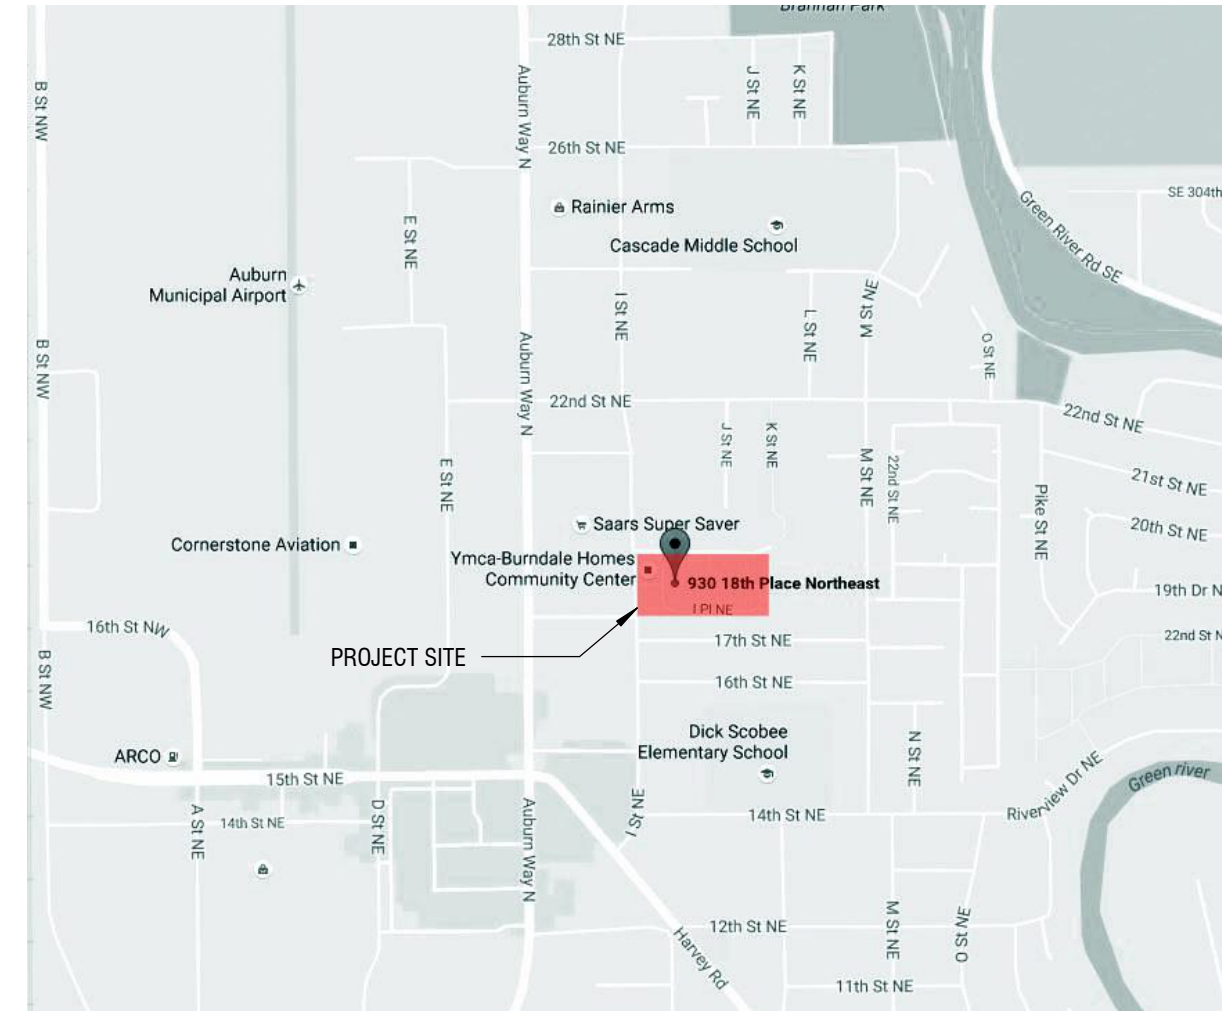 Brannan Park
28th St NE
B St NW
Auburn Way N
J St NE
K St NE
26th St NE
SE 304th
Rainier Arms
Green River Rd SE
E St NE
Cascade Middle School
Auburn
Municipal Airport
I St NE
L St NE
M St NE
O St NE
B St NW
Auburn Way N
22nd St NE
22nd St NE
J St NE
K St NE
E St NE
M St NE
22nd St NE
Pike St NE
21st St NE
20th St NE
Saars Super Saver
Cornerstone Aviation
Ymca-Burndale Homes
Community Center
930 18th Place Northeast
19th Dr N
I Pl NE
16th St NW
17th St NE
22nd St N
PROJECT SITE
B St NW
16th St NE
Dick Scobee
Elementary School
N St NE
ARCO
15th St NE
Riverview Dr NE
Green river
A St NE
14th St NE
D St NE
Auburn Way N
I St NE
14th St NE
12th St NE
M St NE
O St NE
Harvey Rd
11th St NE